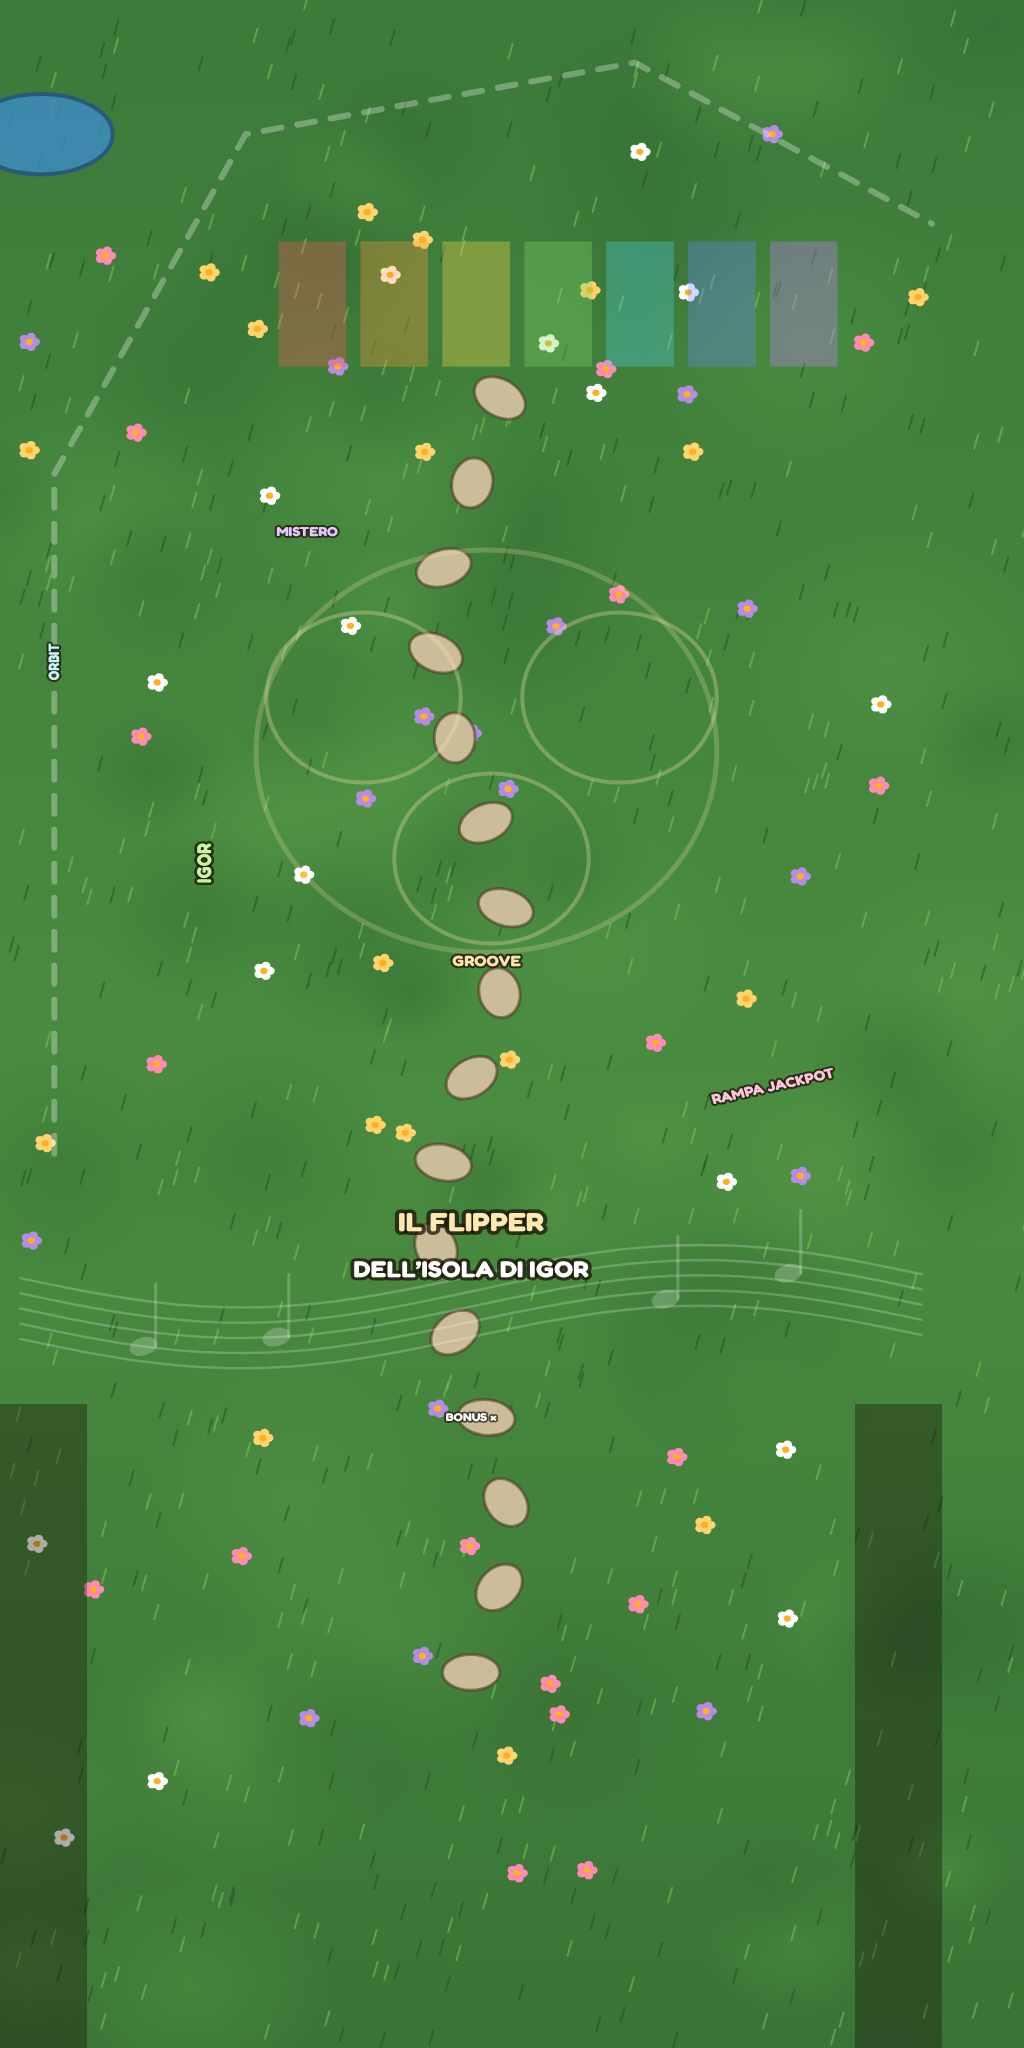 MISTERO
ORBIT
IGOR
GROOVE
RAMPA JACKPOT
IL FLIPPER
DELL'ISOLA DI IGOR
BONUS ×